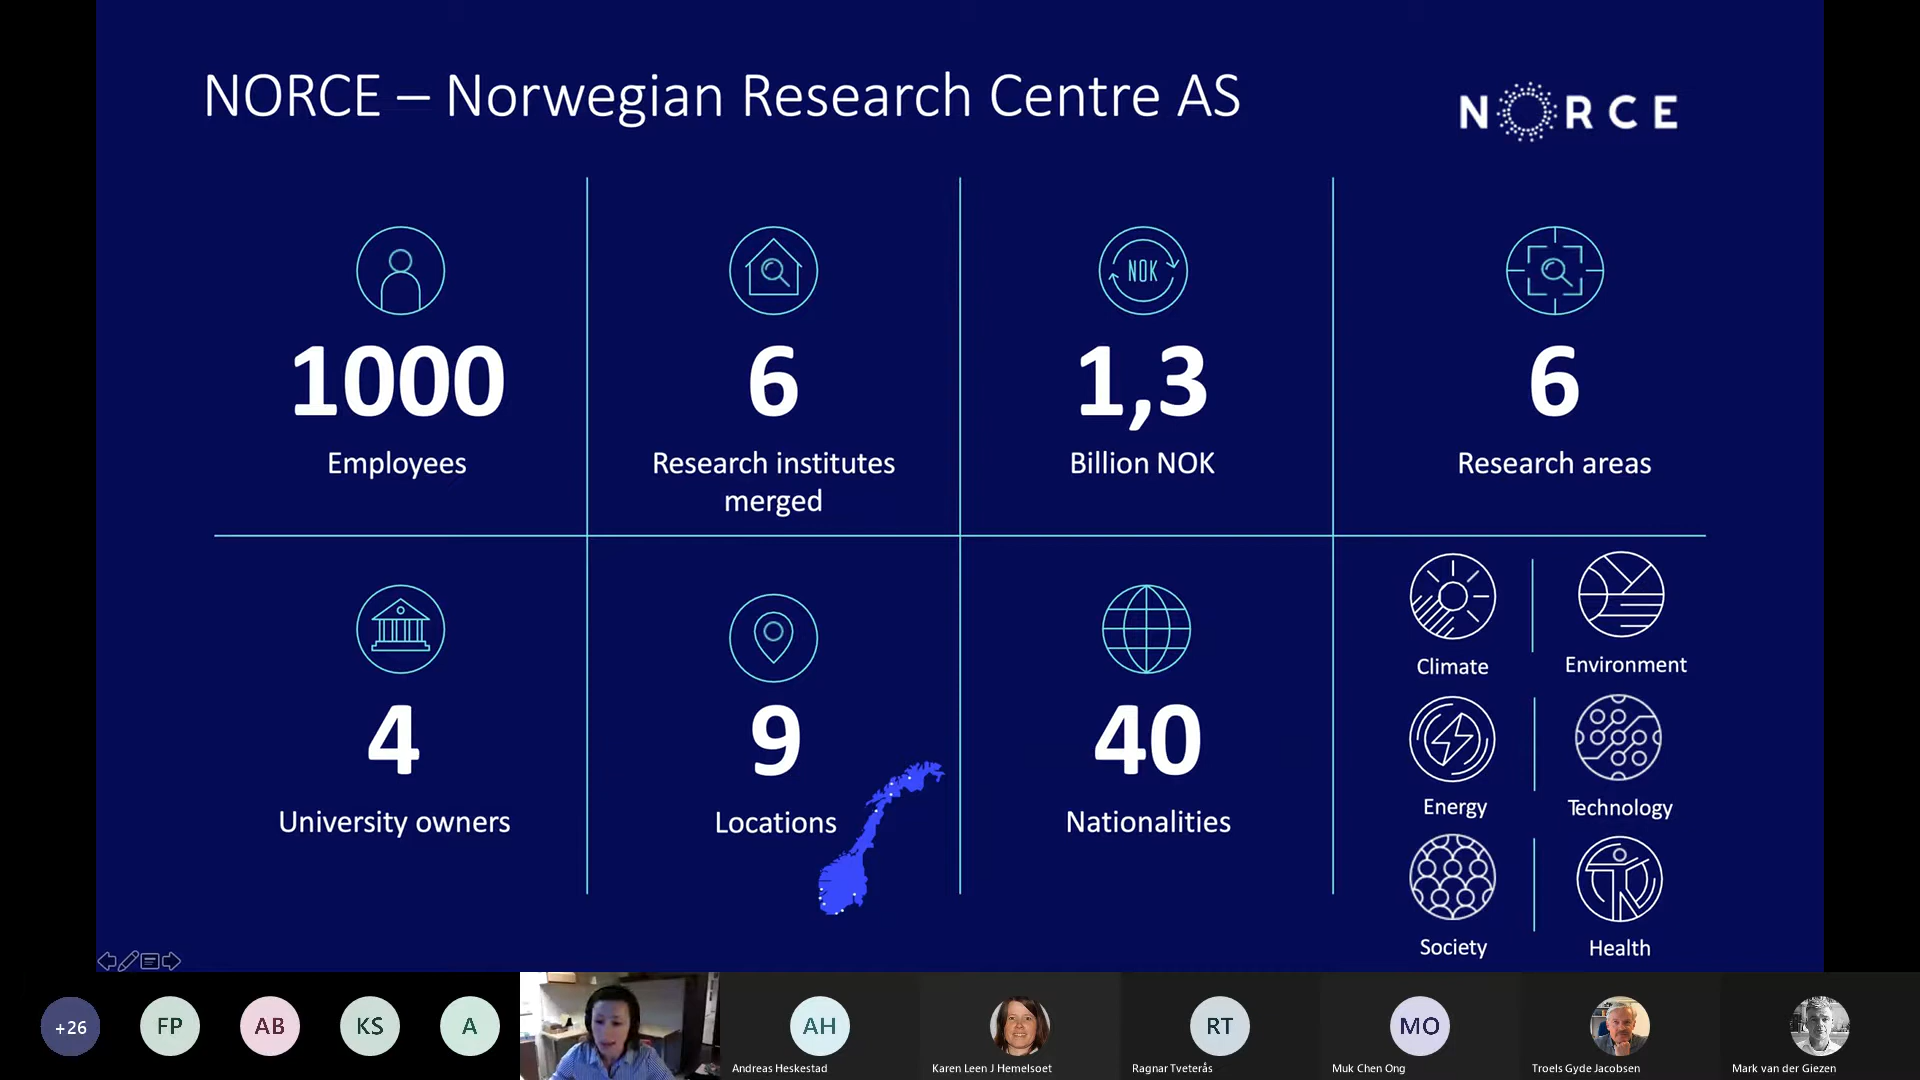 NORCE – Norwegian Research Centre AS
NORCE
NOK
1000
Employees
6
Research institutes
merged
1,3
Billion NOK
6
Research areas
4
University owners
9
Locations
40
Nationalities
Climate
Environment
Energy
Technology
Society
Health
+26
FP
AB
KS
A
AH
Andreas Heskestad
Karen Leen J Hemelsoet
RT
Ragnar Tveterås
MO
Muk Chen Ong
Troels Gyde Jacobsen
Mark van der Giezen